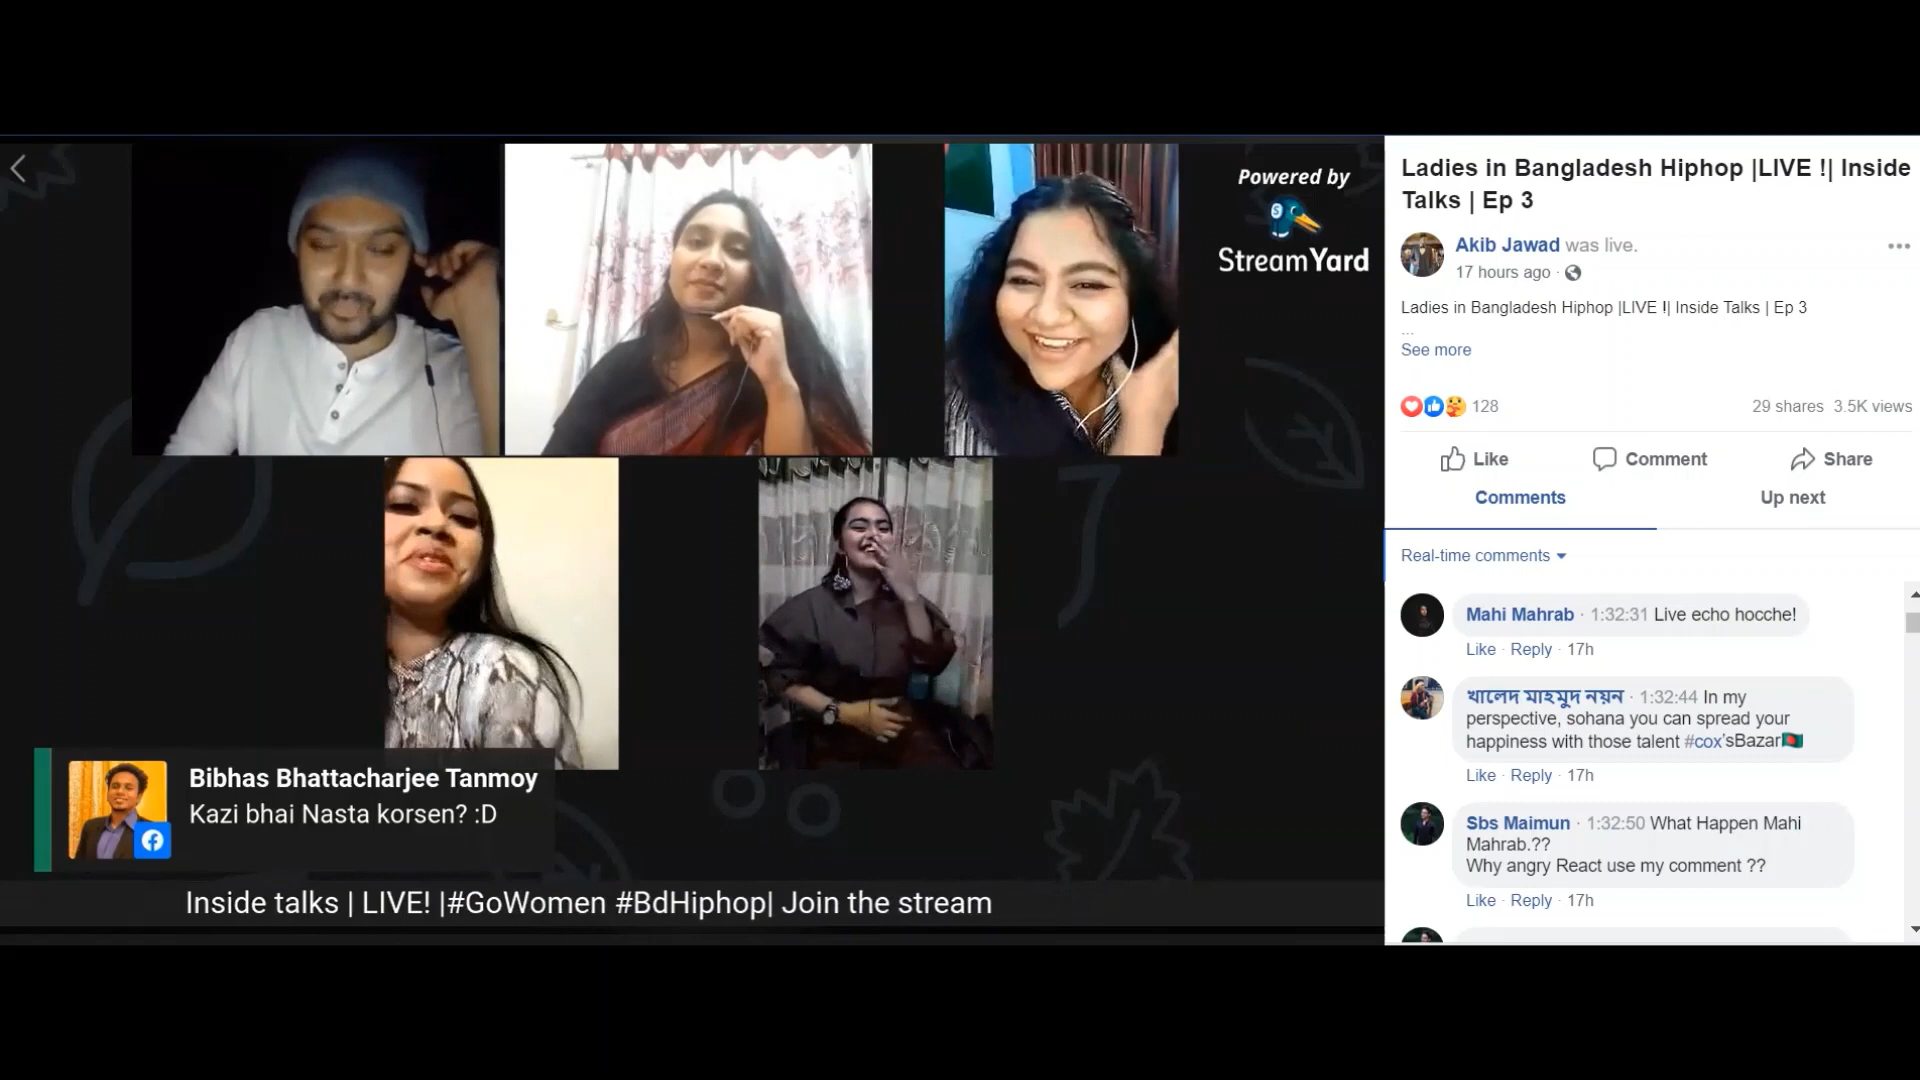 Powered by
StreamYard
Bibhas Bhattacharjee Tanmoy
Kazi bhai Nasta korsen? :D
Inside talks | LIVE! |#GoWomen #BdHiphop| Join the stream
Ladies in Bangladesh Hiphop |LIVE !| Inside
Talks | Ep 3
Akib Jawad was live.
17 hours ago ·
Ladies in Bangladesh Hiphop |LIVE !| Inside Talks | Ep 3
...
See more
128
29 shares 3.5K views
Like Comment Share
Comments Up next
Real-time comments
Mahi Mahrab · 1:32:31 Live echo hocche!
Like · Reply · 17h
খালেদ মাহমুদ নয়ন · 1:32:44 In my
perspective, sohana you can spread your
happiness with those talent #cox'sBazar🇧🇩
Like · Reply · 17h
Sbs Maimun · 1:32:50 What Happen Mahi
Mahrab.??
Why angry React use my comment ??
Like · Reply · 17h